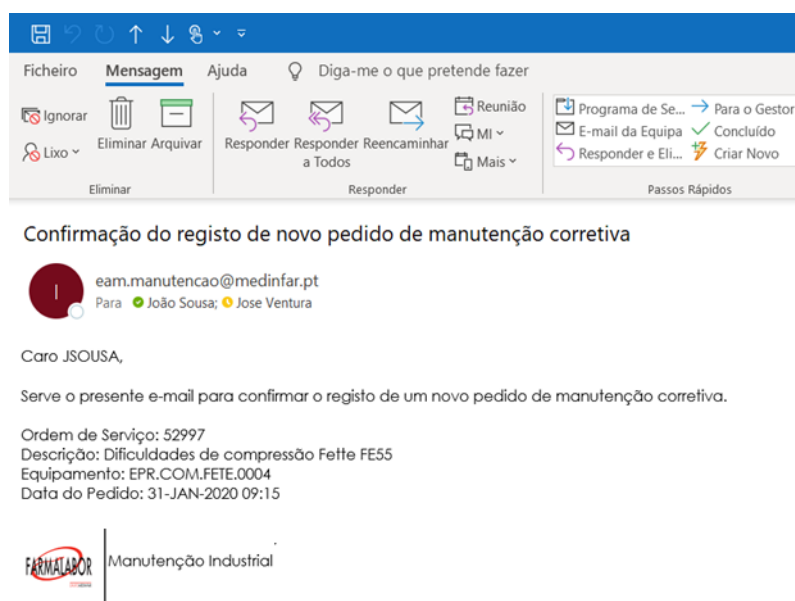 Ficheiro Mensagem Ajuda Diga-me o que pretende fazer
Ignorar
Lixo
Eliminar Arquivar
Eliminar
Responder Responder a Todos Reencaminhar
Reunião
MI
Mais
Responder
Programa de Se... Para o Gestor
E-mail da Equipa Concluído
Responder e Eli... Criar Novo
Passos Rápidos
Confirmação do registo de novo pedido de manutenção corretiva
I
eam.manutencao@medinfar.pt
Para João Sousa; Jose Ventura
Caro JSOUSA,
Serve o presente e-mail para confirmar o registo de um novo pedido de manutenção corretiva.
Ordem de Serviço: 52997
Descrição: Dificuldades de compressão Fette FE55
Equipamento: EPR.COM.FETE.0004
Data do Pedido: 31-JAN-2020 09:15
FARMALABOR
Manutenção Industrial